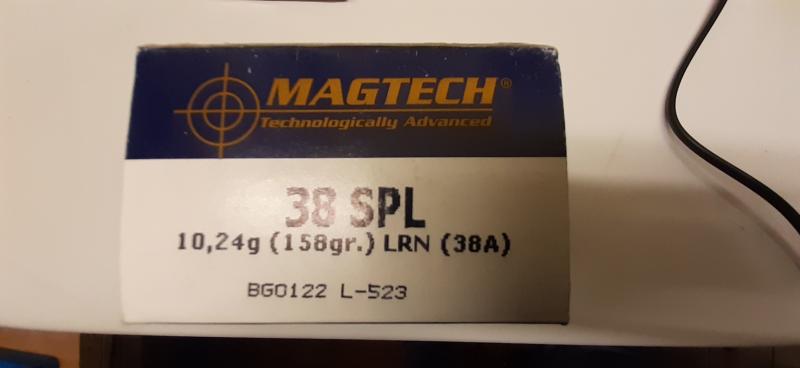 MAGTECH®
Technologically Advanced
38 SPL
10,24g (158gr.) LRN (38A)
BG0122 L-523